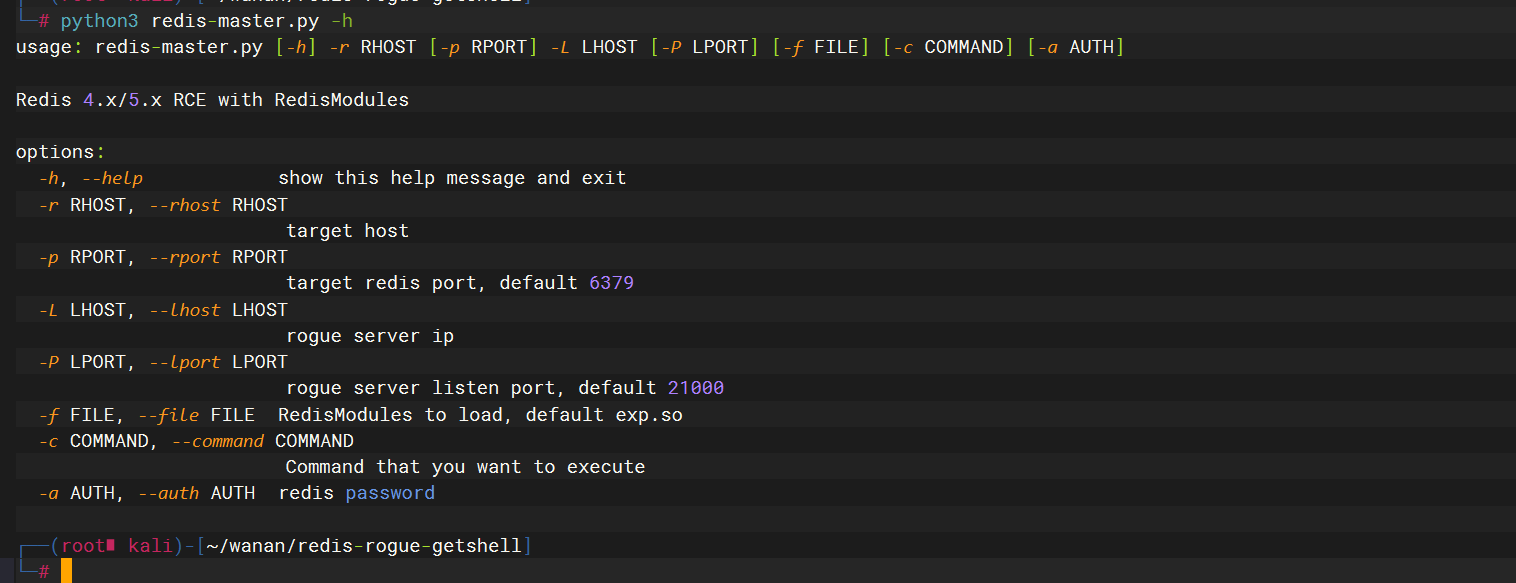 └─# python3 redis-master.py -h
usage: redis-master.py [-h] -r RHOST [-p RPORT] -L LHOST [-P LPORT] [-f FILE] [-c COMMAND] [-a AUTH]
Redis 4.x/5.x RCE with RedisModules
options:
-h, --help show this help message and exit
-r RHOST, --rhost RHOST
target host
-p RPORT, --rport RPORT
target redis port, default 6379
-L LHOST, --lhost LHOST
rogue server ip
-P LPORT, --lport LPORT
rogue server listen port, default 21000
-f FILE, --file FILE RedisModules to load, default exp.so
-c COMMAND, --command COMMAND
Command that you want to execute
-a AUTH, --auth AUTH redis password
┌──(root kali)-[~/wanan/redis-rogue-getshell]
└─#